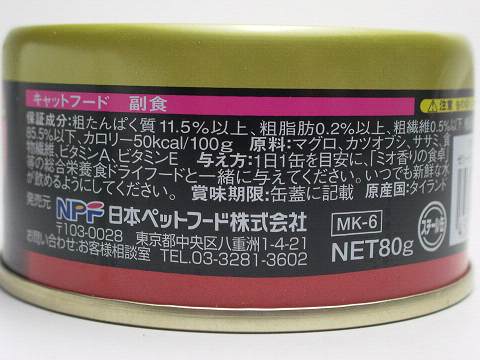 キャットフード 副食
⚠注意
保証成分:粗たんぱく質11.5%以上、粗脂肪0.2%以上、粗繊維0.5%
85.5%以下、カロリー50kcal/100g 原料:マグロ、カツオブシ、ササミ、食
物繊維、ビタミンA、ビタミンE 与え方:1日1缶を目安に、「ミオ香りの食卓」
等の総合栄養食ドライフードと一緒に与えてください。いつでも新鮮な水
が飲めるようにしてください。 賞味期限:缶蓋に記載 原産国:タイランド
発売元 NPF 日本ペットフード株式会社
〒103-0028 東京都中央区八重洲1-4-21
お問い合わせ:お客様相談室 TEL.03-3281-3602
MK-6
NET80g
スチール缶